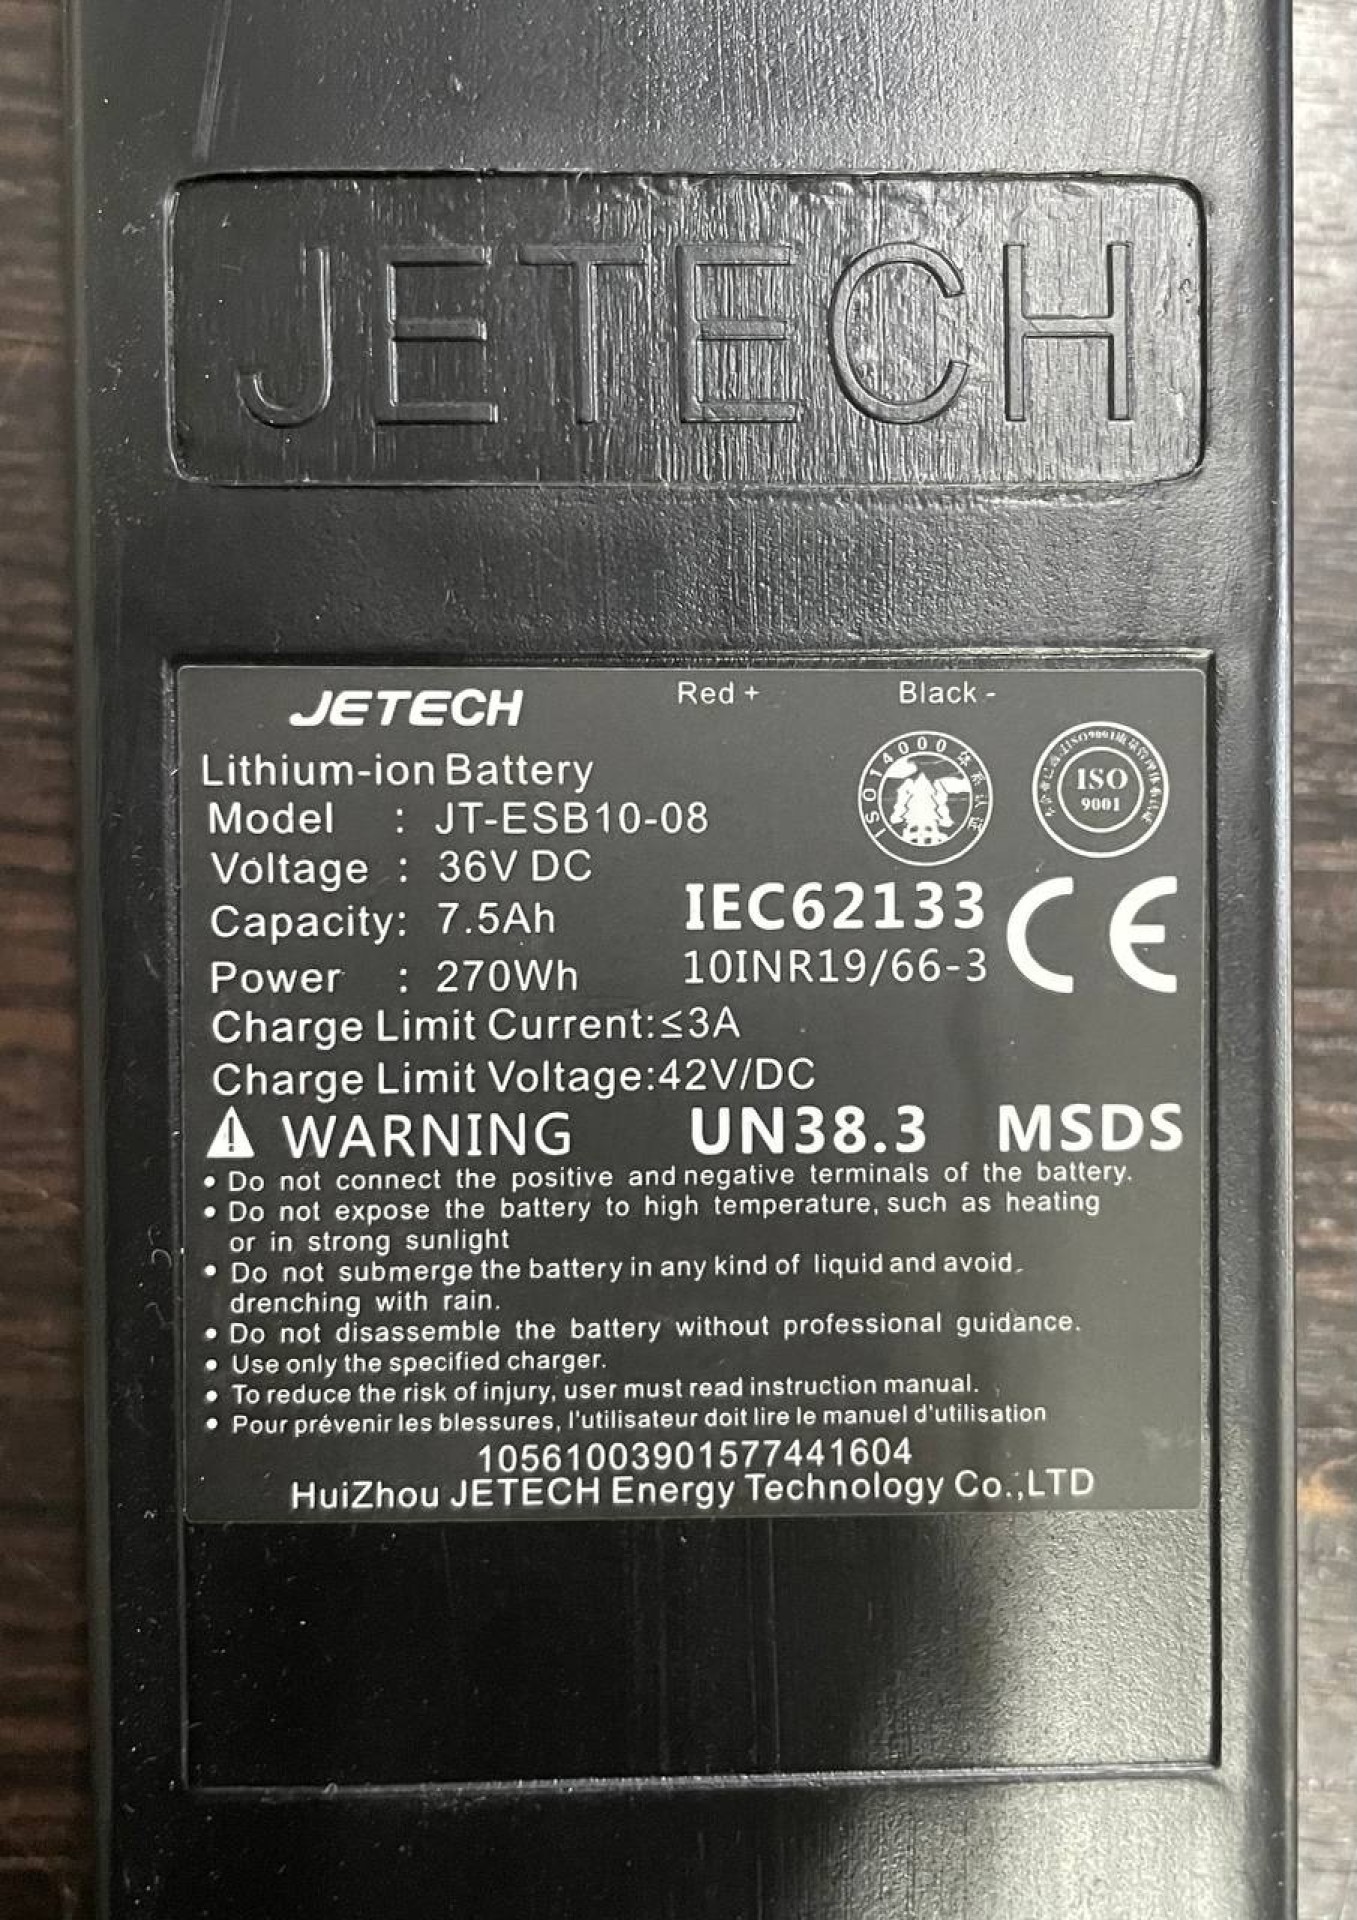 JETECH
JETECH Red + Black -
Lithium-ion Battery
ISO14000
ISO
9001
Model : JT-ESB10-08
Voltage : 36V DC
Capacity: 7.5Ah
IEC62133
CE
Power : 270Wh
10INR19/66-3
Charge Limit Current:≤3A
Charge Limit Voltage:42V/DC
WARNING UN38.3 MSDS
• Do not connect the positive and negative terminals of the battery.
• Do not expose the battery to high temperature, such as heating
or in strong sunlight
• Do not submerge the battery in any kind of liquid and avoid
drenching with rain.
• Do not disassemble the battery without professional guidance.
• Use only the specified charger.
• To reduce the risk of injury, user must read instruction manual.
• Pour prévenir les blessures, l'utilisateur doit lire le manuel d'utilisation
10561003901577441604
HuiZhou JETECH Energy Technology Co.,LTD